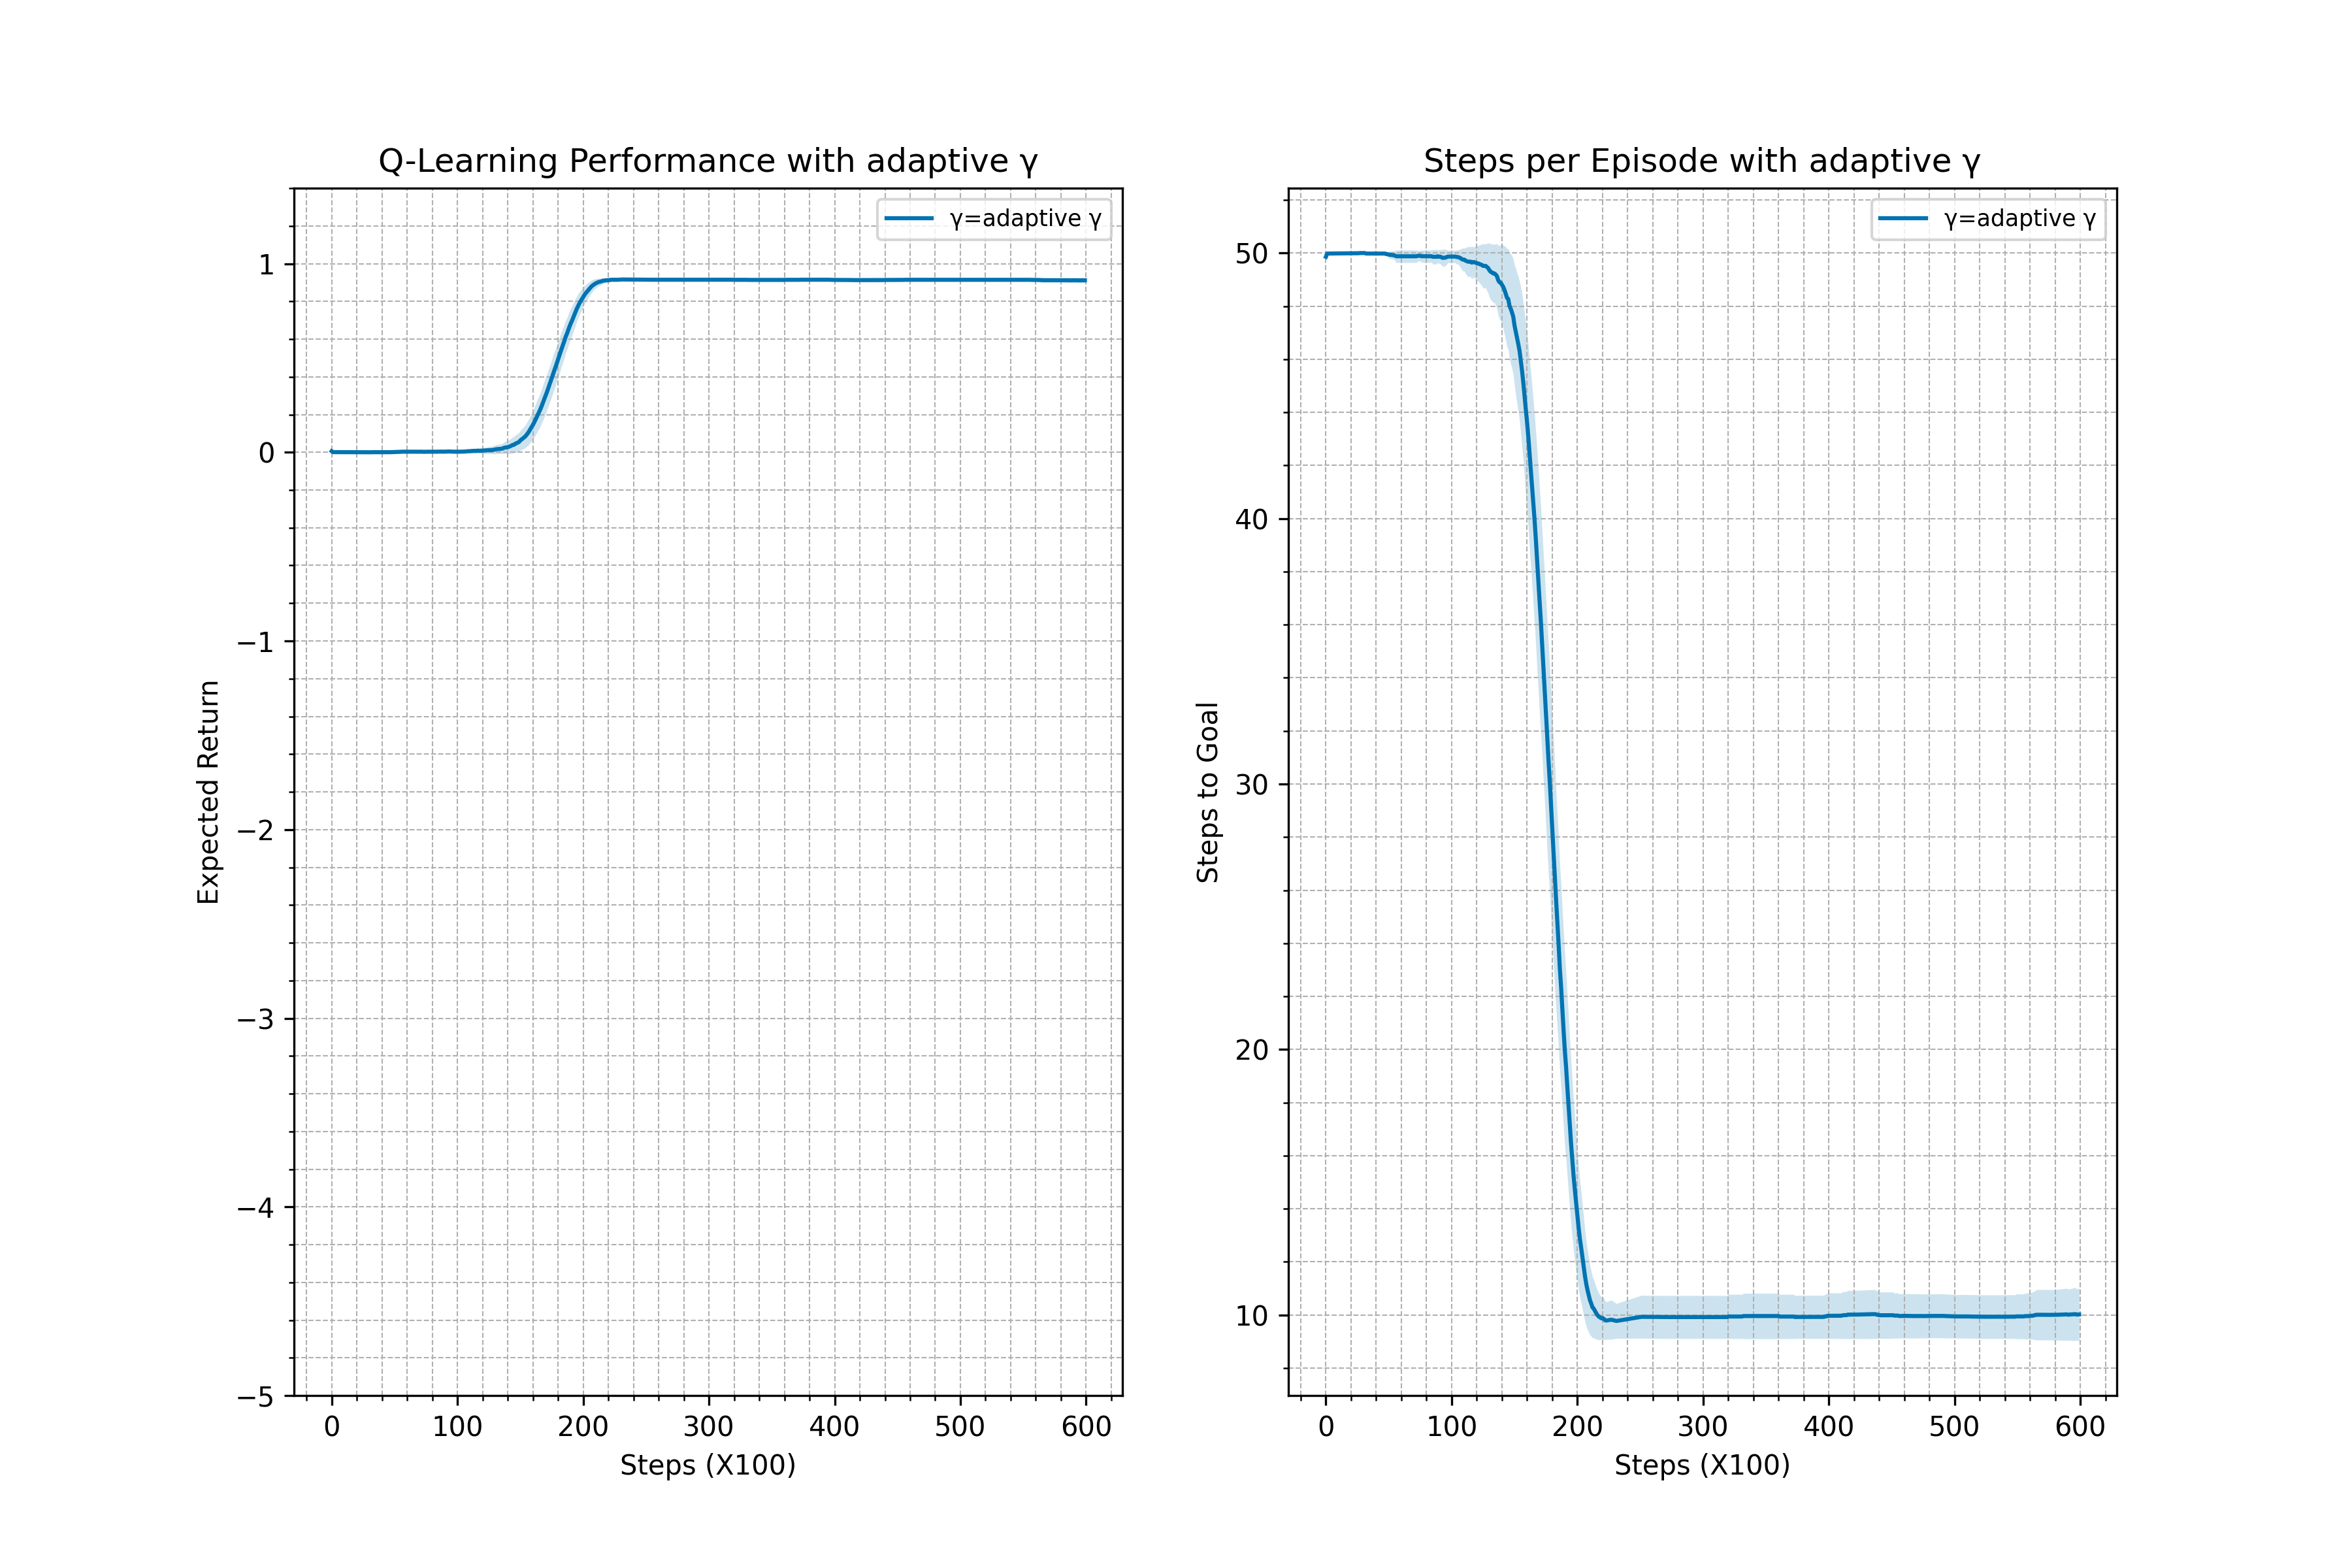 Q-Learning Performance with adaptive γ
γ=adaptive γ
1
0
−1
−2
−3
−4
−5
Expected Return
0 100 200 300 400 500 600
Steps (X100)
Steps per Episode with adaptive γ
γ=adaptive γ
50
40
30
20
10
Steps to Goal
0 100 200 300 400 500 600
Steps (X100)